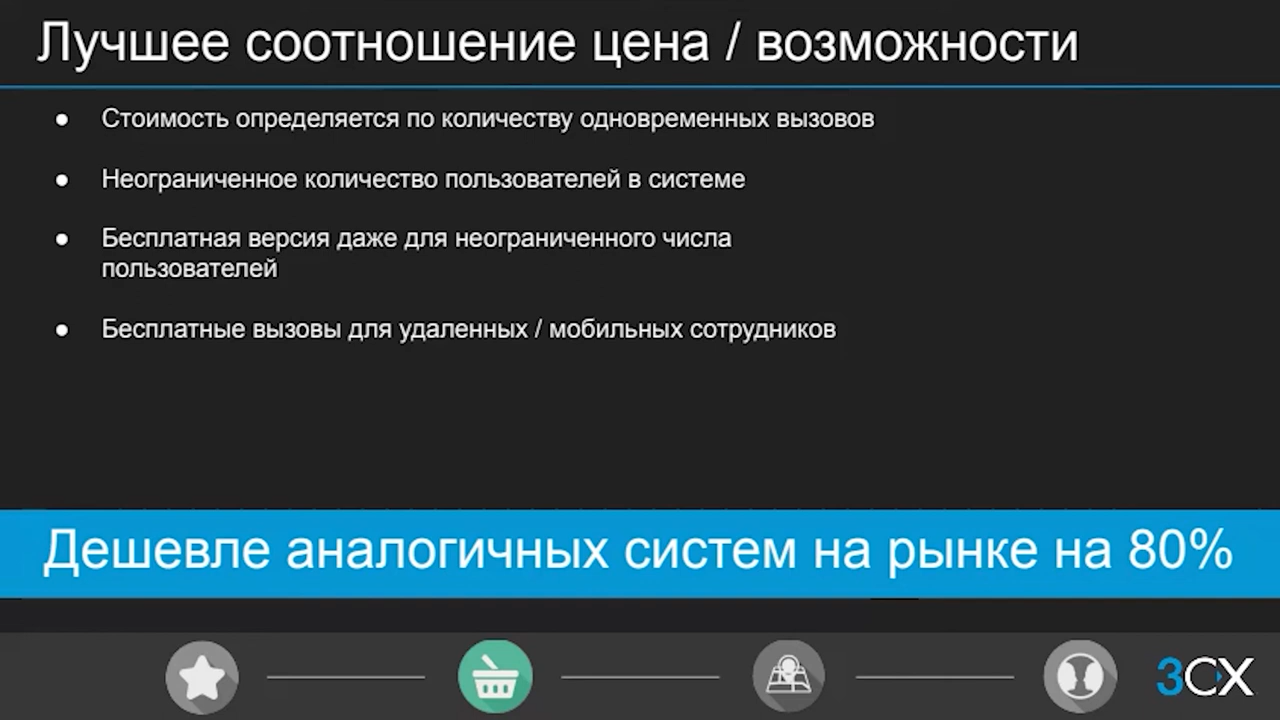 Лучшее соотношение цена / возможности
● Стоимость определяется по количеству одновременных вызовов
● Неограниченное количество пользователей в системе
● Бесплатная версия даже для неограниченного числа
пользователей
● Бесплатные вызовы для удаленных / мобильных сотрудников
Дешевле аналогичных систем на рынке на 80%
3CX